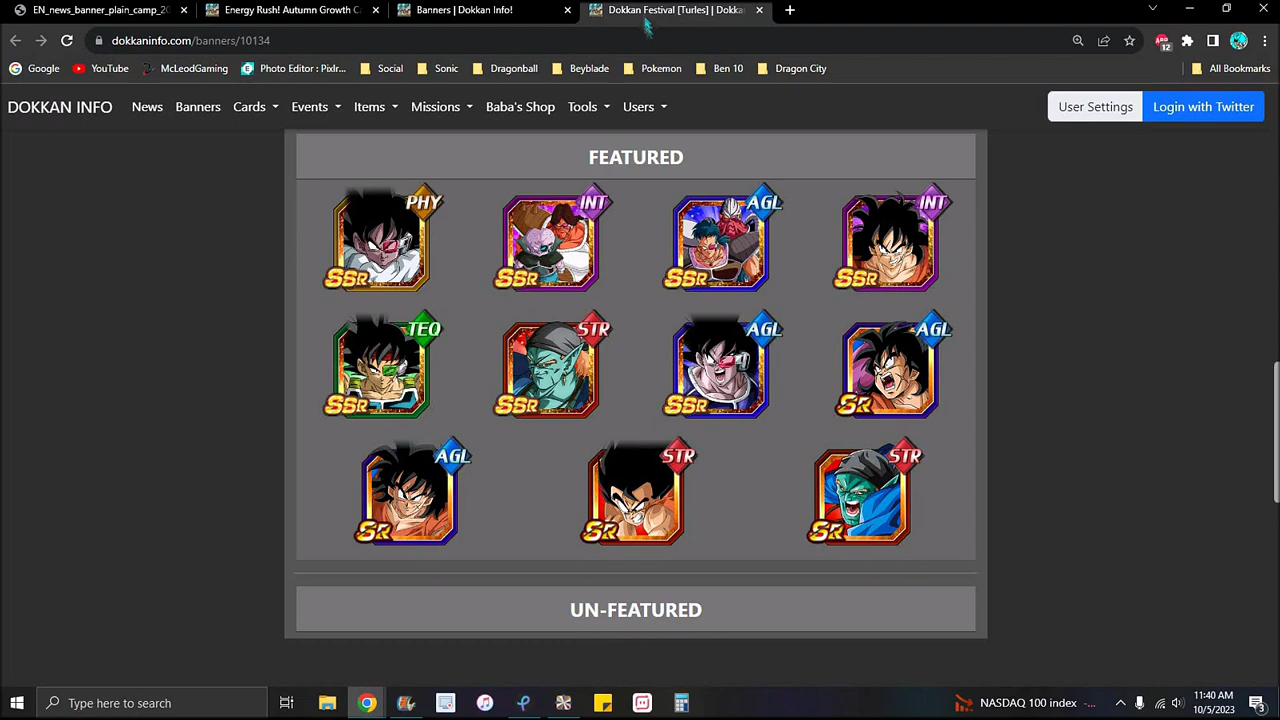 EN_news_banner_plain_camp_20
Energy Rush! Autumn Growth C
Banners | Dokkan Info!
Dokkan Festival [Turles] | Dokka
dokkaninfo.com/banners/10134
12
Google
YouTube
McLeodGaming
Photo Editor : Pixlr...
Social
Sonic
Dragonball
Beyblade
Pokemon
Ben 10
Dragon City
All Bookmarks
DOKKAN INFO
News
Banners
Cards
Events
Items
Missions
Baba's Shop
Tools
Users
User Settings
Login with Twitter
FEATURED
PHY
INT
AGL
INT
SSR
SSR
SSR
SSR
TEQ
STR
AGL
AGL
SSR
SSR
SSR
SR
AGL
STR
STR
SR
SR
SR
UN-FEATURED
Type here to search
NASDAQ 100 index
11:40 AM
10/5/2023
3